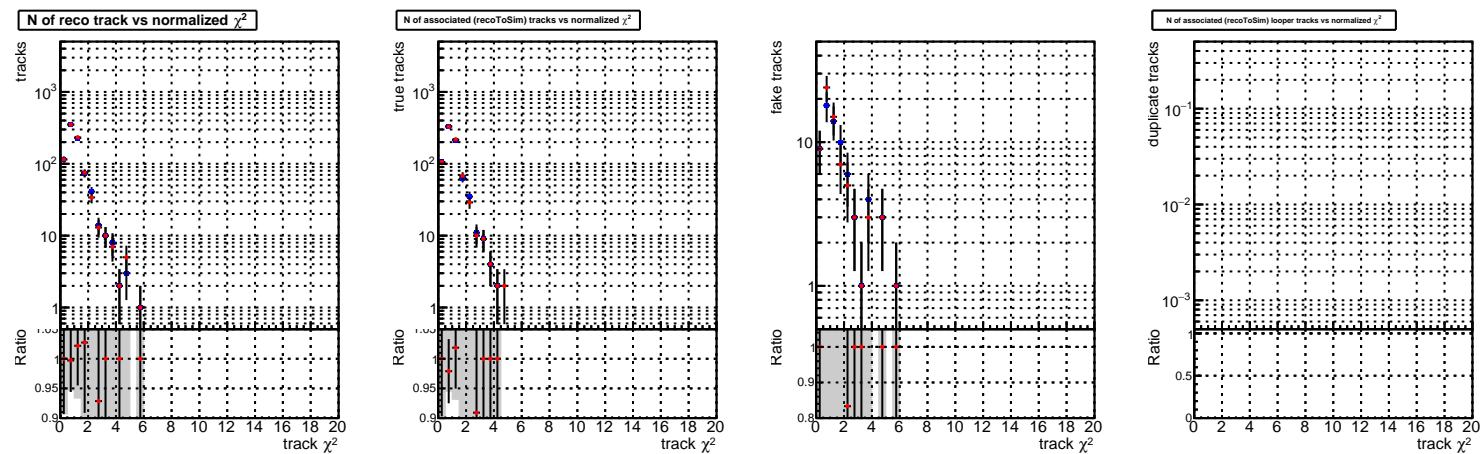 N of reco track vs normalized χ²
tracks
10³
10²
10
1
Ratio
1.05
1
0.95
0.9
0 2 4 6 8 10 12 14 16 18 20
track χ²
N of associated (recoToSim) tracks vs normalized χ²
true tracks
10³
10²
10
1
Ratio
1.05
1
0.95
0.9
0 2 4 6 8 10 12 14 16 18 20
track χ²
fake tracks
10
1
Ratio
1
0.9
0.8
0 2 4 6 8 10 12 14 16 18 20
track χ²
N of associated (recoToSim) looper tracks vs normalized χ²
duplicate tracks
10⁻¹
10⁻²
10⁻³
Ratio
1
0.5
0
0 2 4 6 8 10 12 14 16 18 20
track χ²